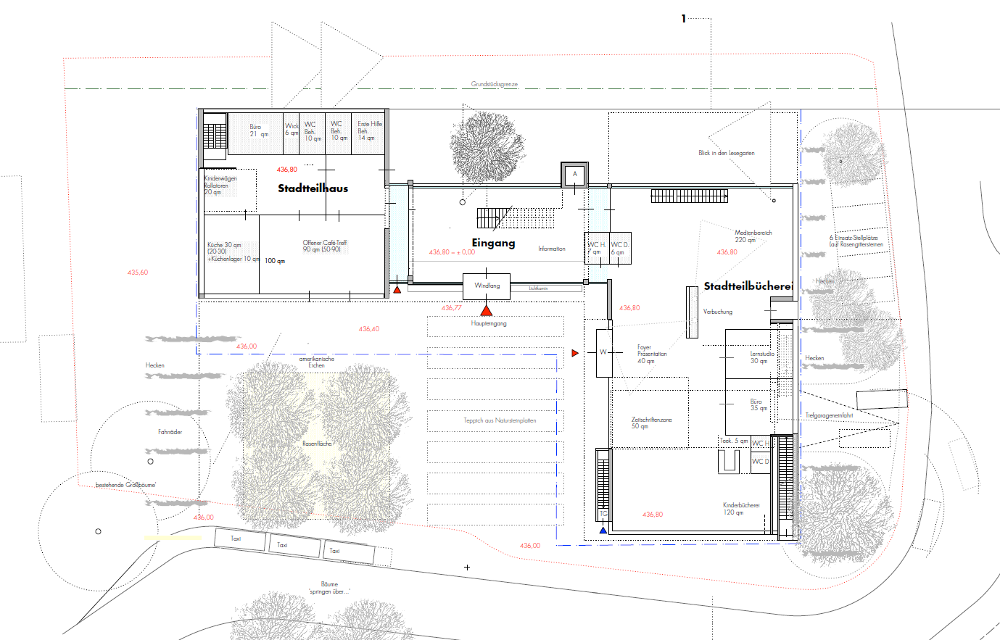 1
Grundstücksgrenze
Büro
21 qm
Wick
6 qm
WC
Beh.
10 qm
WC
Beh.
10 qm
Erste Hilfe
Beh.
14 qm
436,80
Stadtteilhaus
Kinderwägen
Rollatoren
20 qm
Küche 30 qm
(20-30)
+Küchenlager 10 qm
100 qm
Offener Café-Treff
90 qm (50-90)
A
Eingang
436,80 = ± 0,00
Information
WC H.
7 qm
WC D.
6 qm
Windfang
Lichtkamin
Blick in den Lesegarten
Medienbereich
220 qm
436,80
Stadtteilbücherei
6 Einsatz-Stellplätze
(auf Rasengittersteinen
Hecken
435,60
436,77
Haupteingang
436,80
Verbuchung
436,40
436,00
amerikanische
Eichen
W
Foyer
Präsentation
40 qm
Lernstudio
30 qm
Hecken
Hecken
Büro
35 qm
Tiefgarageneinfahrt
Teppich aus Natursteinplatten
Zeitschriftenzone
50 qm
Fahrräder
Rasenfläche
Teek. 5 qm
WC H
WC D
'bestehende Großbäume'
Kinderbücherei
120 qm
436,80
TG
436,00
436,00
Taxi
Taxi
Taxi
Bäume
'springen über...'